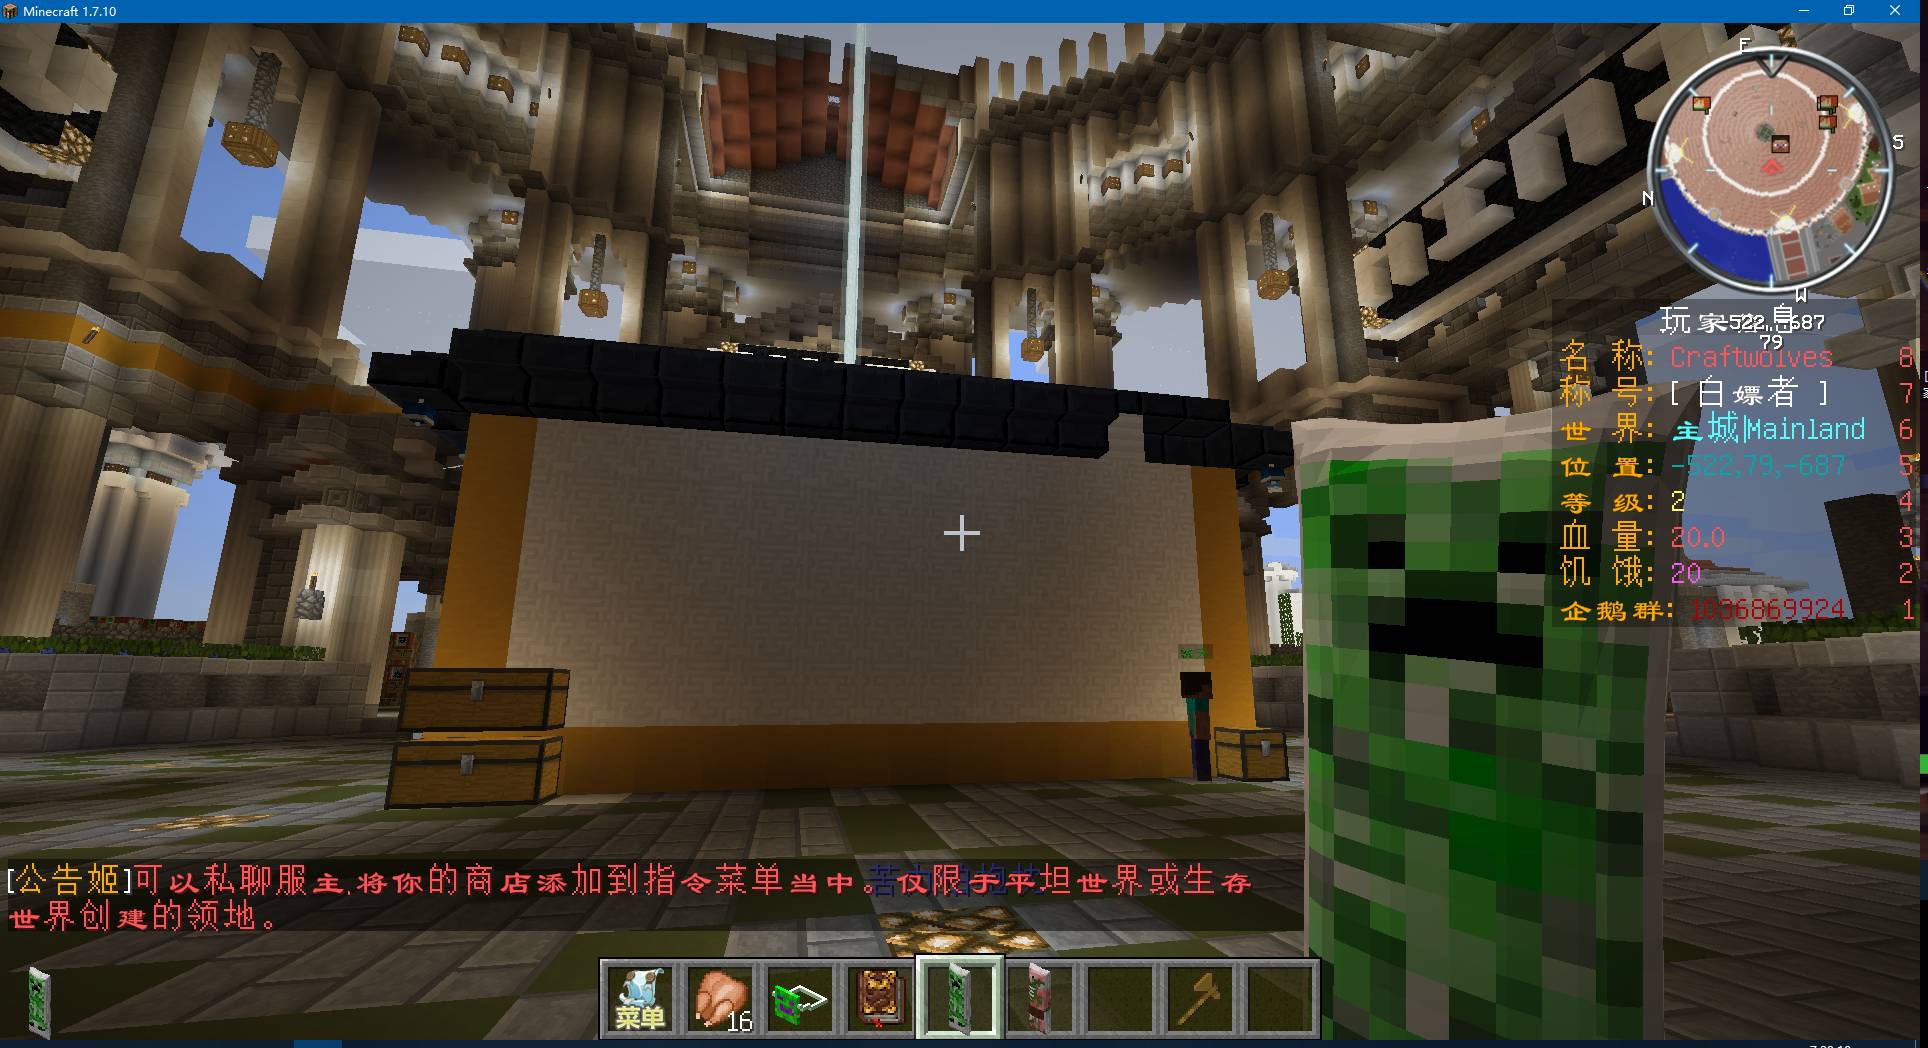 Minecraft 1.7.10
E
S
N
W
-522, -687
79
名 称: Craftwolves 8
称 号: [ 白嫖者 ] 7
世 界: 主城|Mainland 6
位 置: -522,79,-687 5
等 级: 2 4
血 量: 20.0 3
饥 饿: 20 2
企鹅群: 1036869924 1
[公告姬]可以私聊服主,将你的商店添加到指令菜单当中。仅限于平坦世界或生存
世界创建的领地。
菜单
16